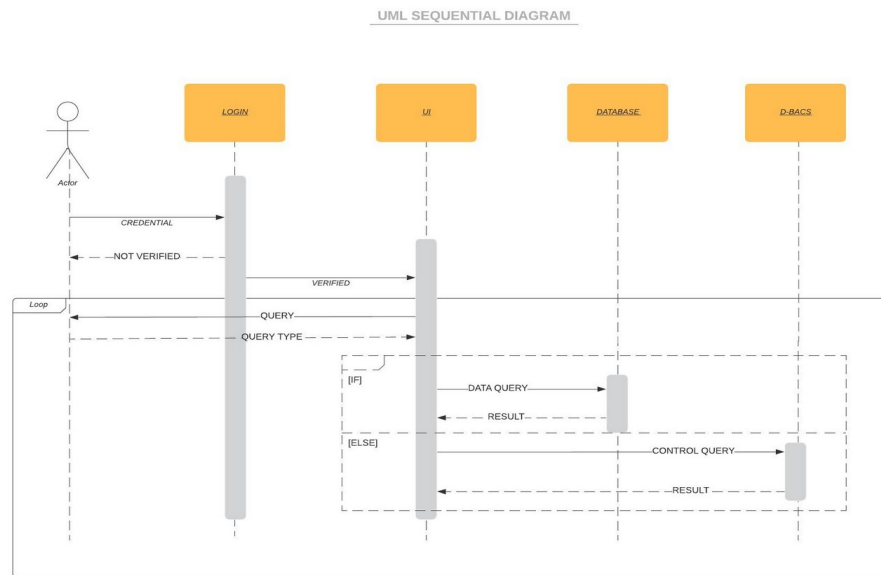 UML SEQUENTIAL DIAGRAM
LOGIN
UI
DATABASE
D-BACS
Actor
CREDENTIAL
NOT VERIFIED
VERIFIED
Loop
QUERY
QUERY TYPE
[IF]
DATA QUERY
RESULT
[ELSE]
CONTROL QUERY
RESULT